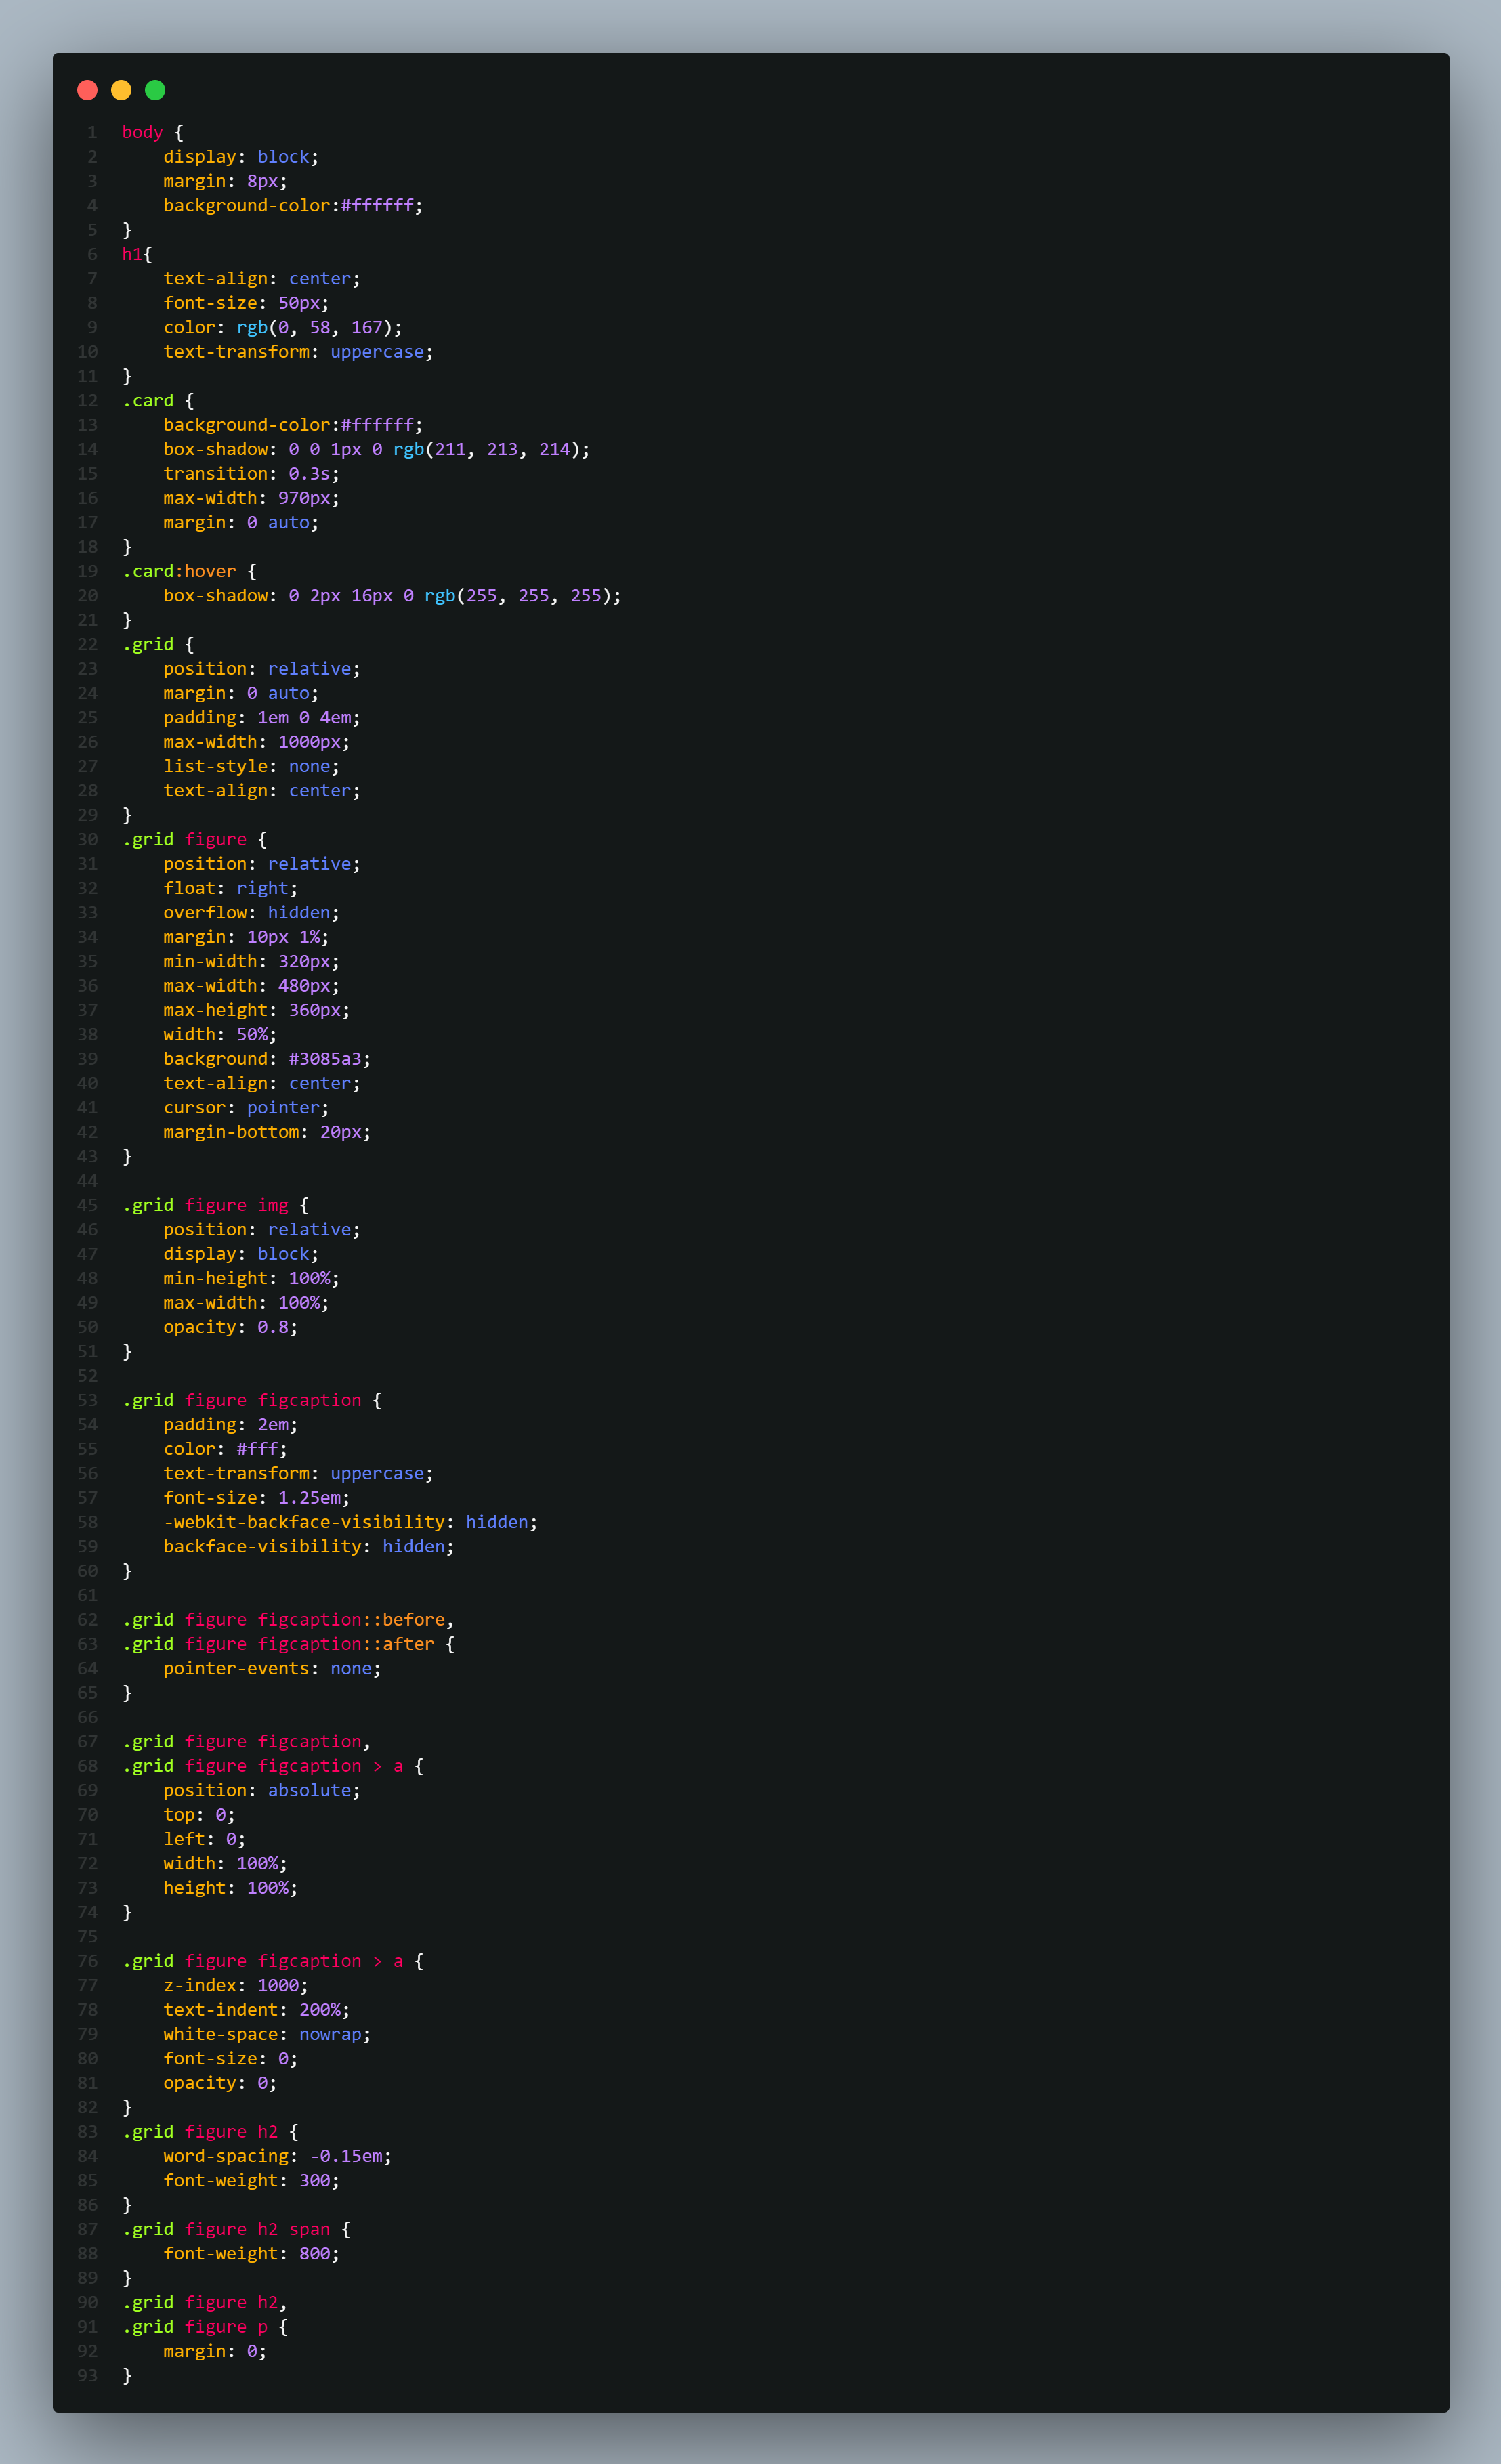 1 body {
2     display: block;
3     margin: 8px;
4     background-color:#ffffff;
5 }
6 h1{
7     text-align: center;
8     font-size: 50px;
9     color: rgb(0, 58, 167);
10     text-transform: uppercase;
11 }
12 .card {
13     background-color:#ffffff;
14     box-shadow: 0 0 1px 0 rgb(211, 213, 214);
15     transition: 0.3s;
16     max-width: 970px;
17     margin: 0 auto;
18 }
19 .card:hover {
20     box-shadow: 0 2px 16px 0 rgb(255, 255, 255);
21 }
22 .grid {
23     position: relative;
24     margin: 0 auto;
25     padding: 1em 0 4em;
26     max-width: 1000px;
27     list-style: none;
28     text-align: center;
29 }
30 .grid figure {
31     position: relative;
32     float: right;
33     overflow: hidden;
34     margin: 10px 1%;
35     min-width: 320px;
36     max-width: 480px;
37     max-height: 360px;
38     width: 50%;
39     background: #3085a3;
40     text-align: center;
41     cursor: pointer;
42     margin-bottom: 20px;
43 }
44
45 .grid figure img {
46     position: relative;
47     display: block;
48     min-height: 100%;
49     max-width: 100%;
50     opacity: 0.8;
51 }
52
53 .grid figure figcaption {
54     padding: 2em;
55     color: #fff;
56     text-transform: uppercase;
57     font-size: 1.25em;
58     -webkit-backface-visibility: hidden;
59     backface-visibility: hidden;
60 }
61
62 .grid figure figcaption::before,
63 .grid figure figcaption::after {
64     pointer-events: none;
65 }
66
67 .grid figure figcaption,
68 .grid figure figcaption > a {
69     position: absolute;
70     top: 0;
71     left: 0;
72     width: 100%;
73     height: 100%;
74 }
75
76 .grid figure figcaption > a {
77     z-index: 1000;
78     text-indent: 200%;
79     white-space: nowrap;
80     font-size: 0;
81     opacity: 0;
82 }
83 .grid figure h2 {
84     word-spacing: -0.15em;
85     font-weight: 300;
86 }
87 .grid figure h2 span {
88     font-weight: 800;
89 }
90 .grid figure h2,
91 .grid figure p {
92     margin: 0;
93 }